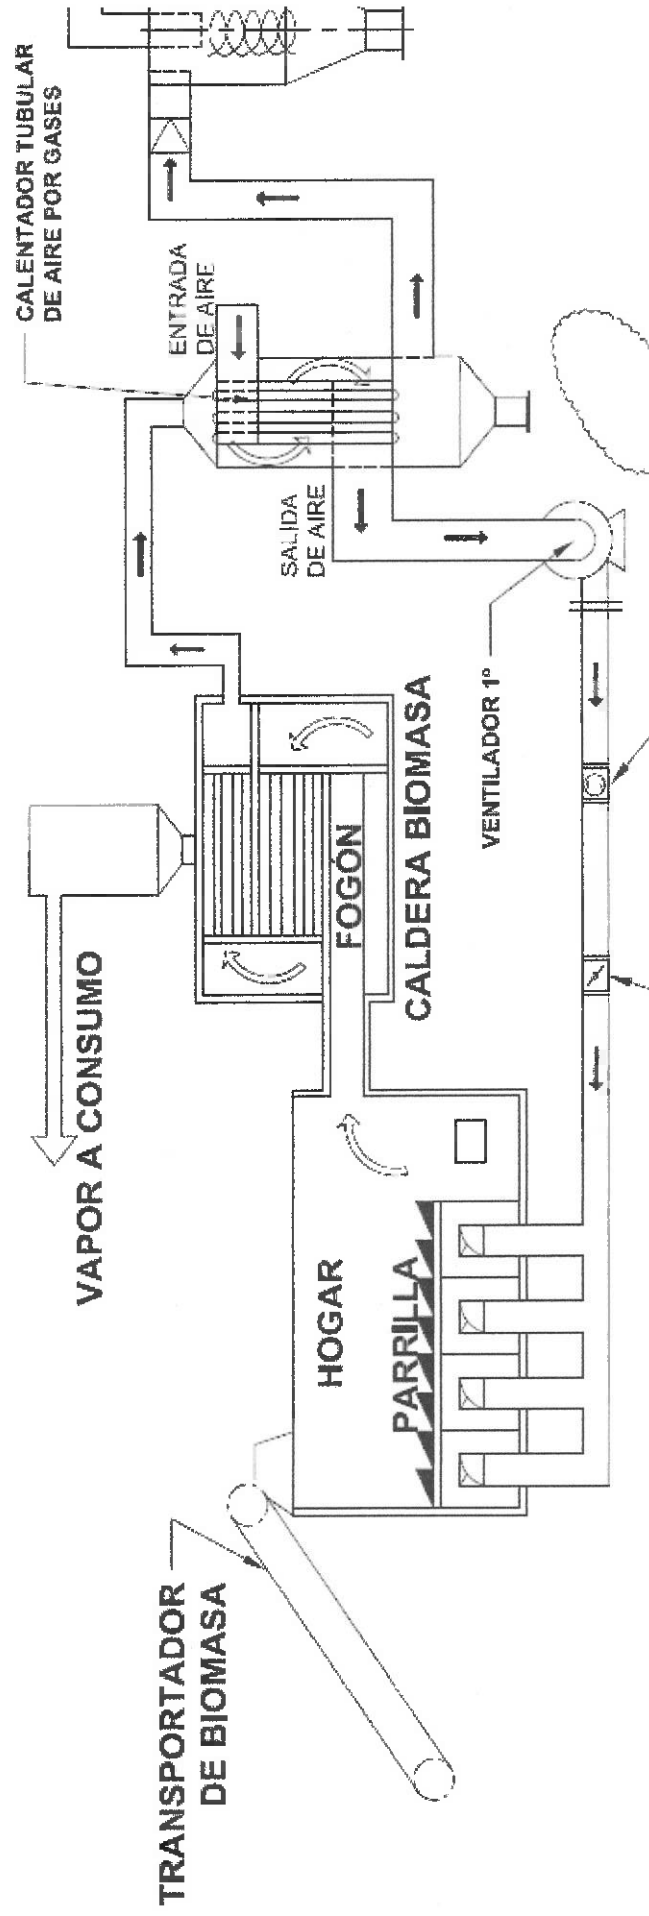 TRANSPORTADOR
DE BIOMASA
VAPOR A CONSUMO
HOGAR
PARRILLA
FOGÓN
CALDERA BIOMASA
VENTILADOR 1º
SALIDA
DE AIRE
ENTRADA
DE AIRE
CALENTADOR TUBULAR
DE AIRE POR GASES